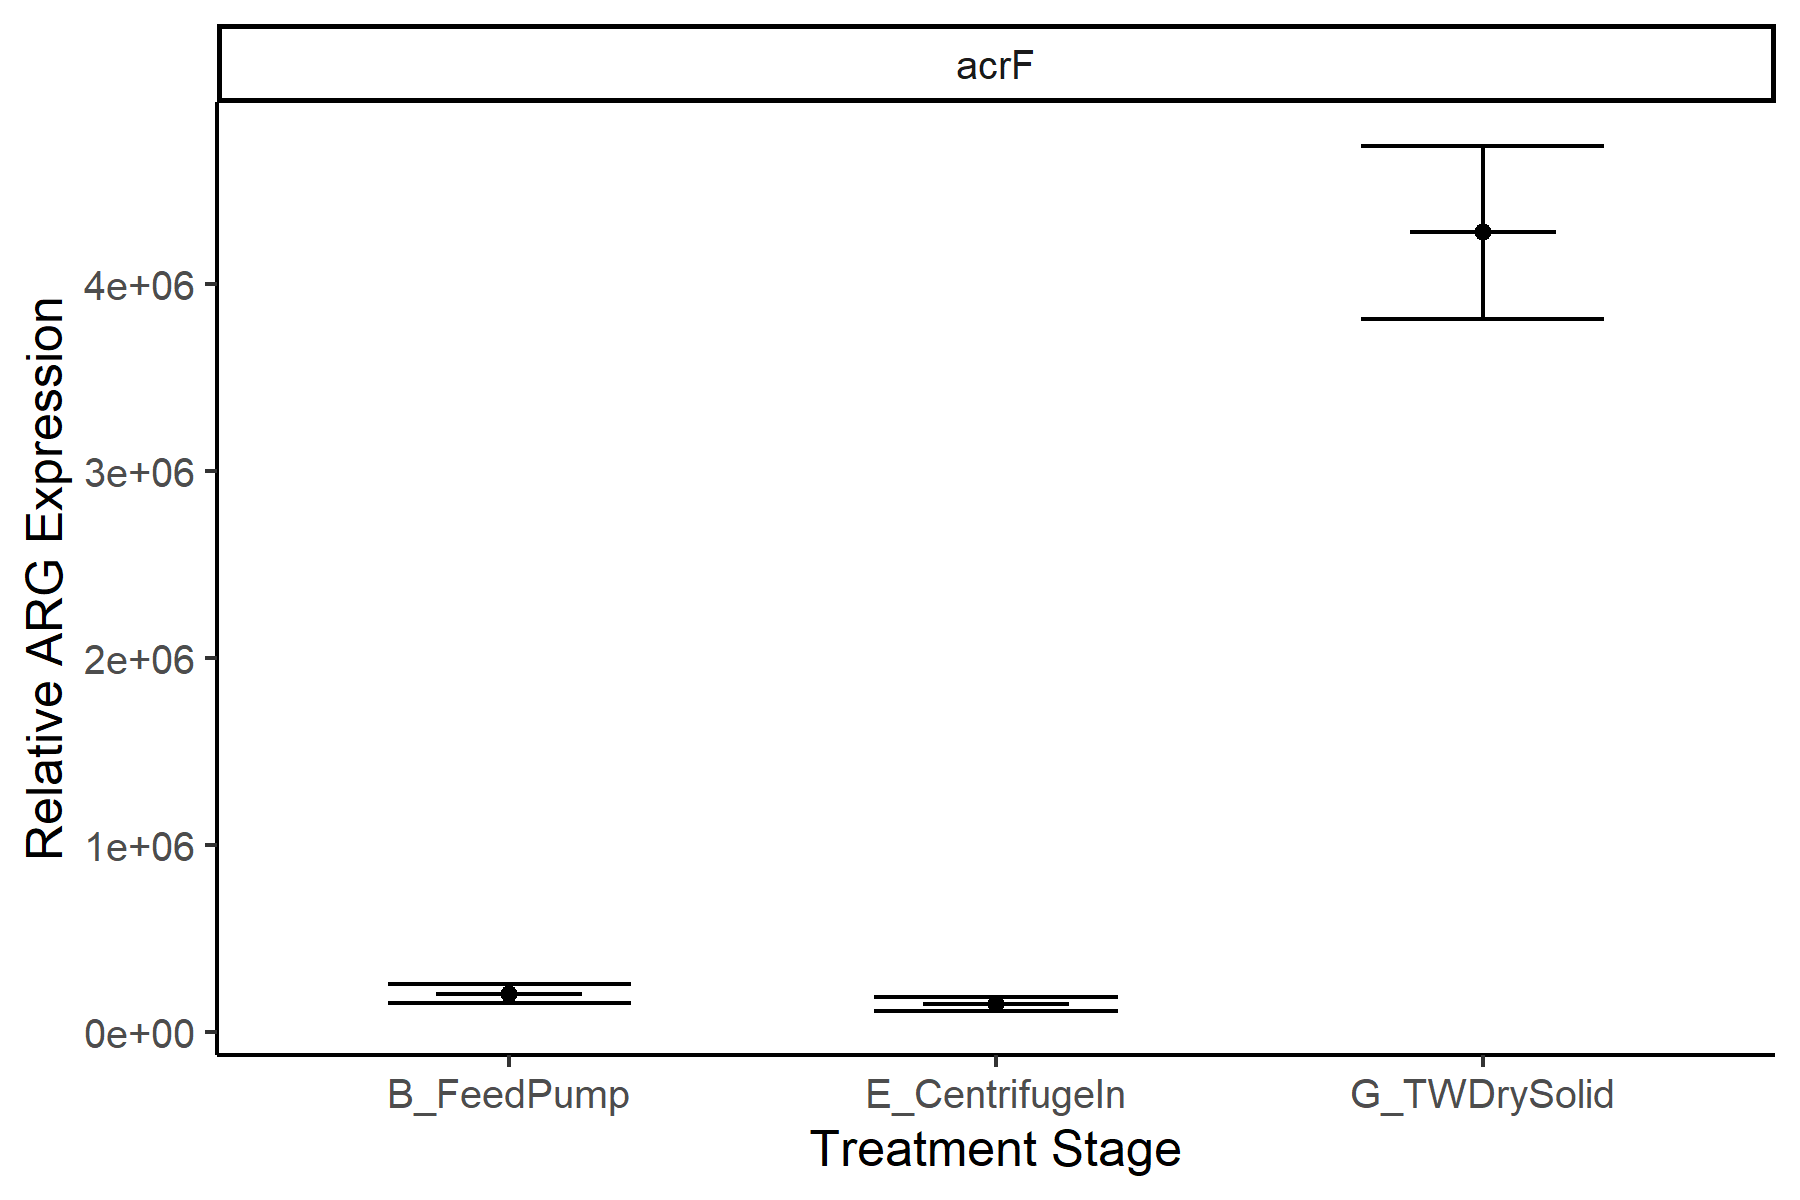 acrF
Relative ARG Expression
4e+06
3e+06
2e+06
1e+06
0e+00
B_FeedPump
E_CentrifugeIn
G_TWDrySolid
Treatment Stage